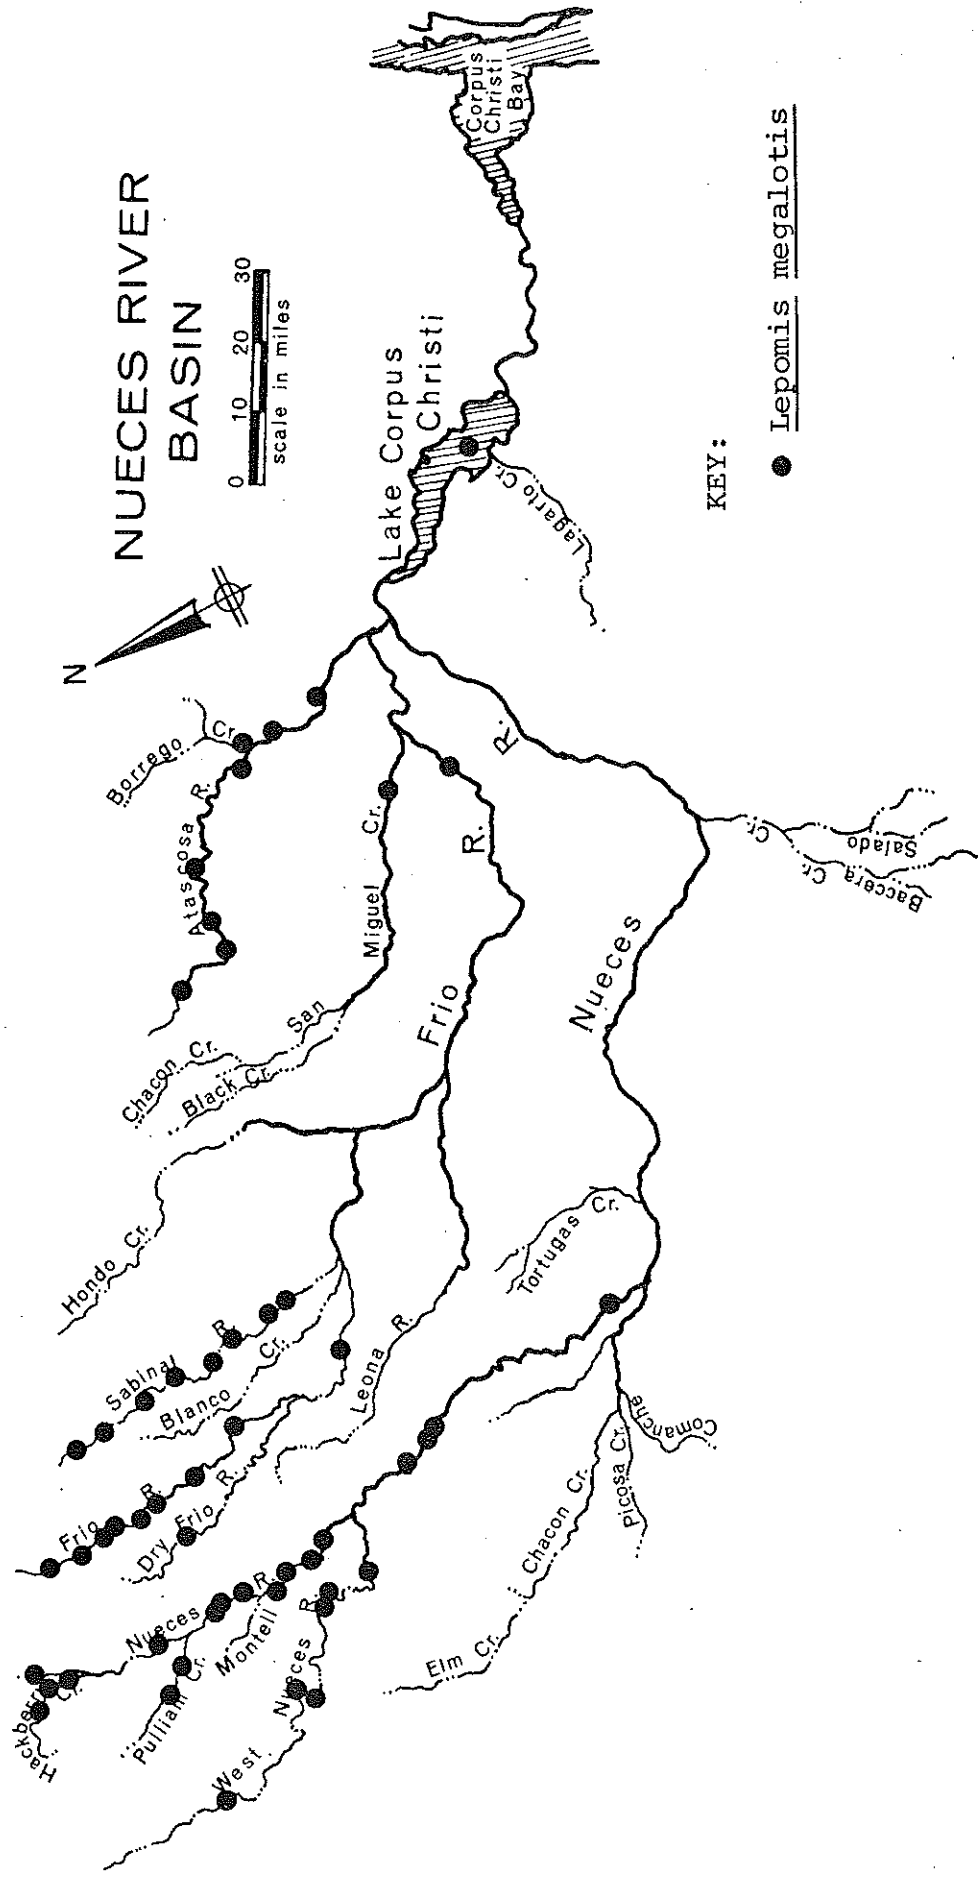 NUECES RIVER
BASIN
0 10 20 30
scale in miles
N
Corpus
Christi
Bay
Lake Corpus
Christi
Lagarto Cr.
KEY:
Lepomis megalotis
Borrego Cr.
Atascosa R.
San Miguel Cr.
Chacon Cr.
Black Cr.
Frio R.
Nueces R.
Salado Cr.
Baccera Cr.
Hondo Cr.
Sabinal R.
Blanco Cr.
Leona R.
Frio R.
Dry Frio R.
Tortugas Cr.
Comanche
Picosa Cr.
Chacon Cr.
Elm Cr.
Nueces R.
Montell
Pulliam Cr.
Hackberry Cr.
West Nueces R.